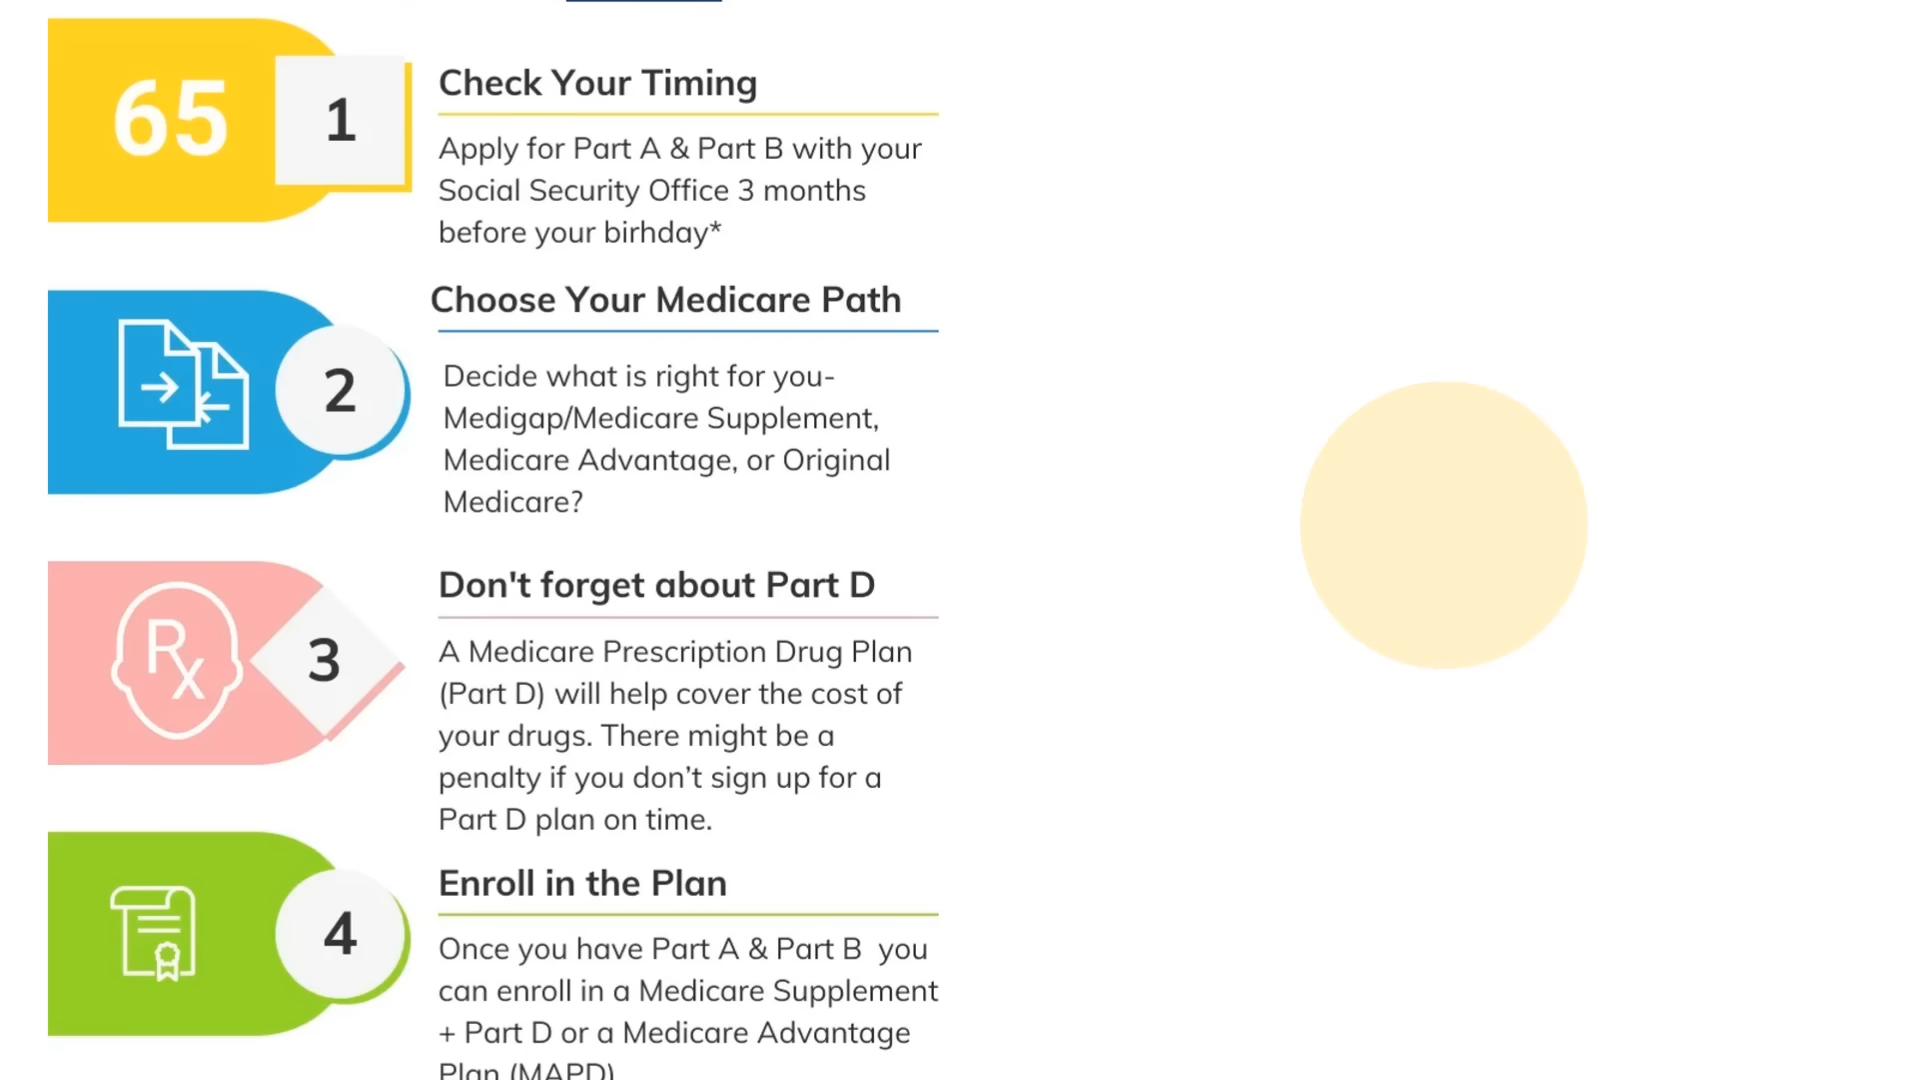 65
1
Check Your Timing
Apply for Part A & Part B with your
Social Security Office 3 months
before your birhday*
2
Choose Your Medicare Path
Decide what is right for you-
Medigap/Medicare Supplement,
Medicare Advantage, or Original
Medicare?
Rx
3
Don't forget about Part D
A Medicare Prescription Drug Plan
(Part D) will help cover the cost of
your drugs. There might be a
penalty if you don’t sign up for a
Part D plan on time.
4
Enroll in the Plan
Once you have Part A & Part B  you
can enroll in a Medicare Supplement
+ Part D or a Medicare Advantage
Plan (MAPD)